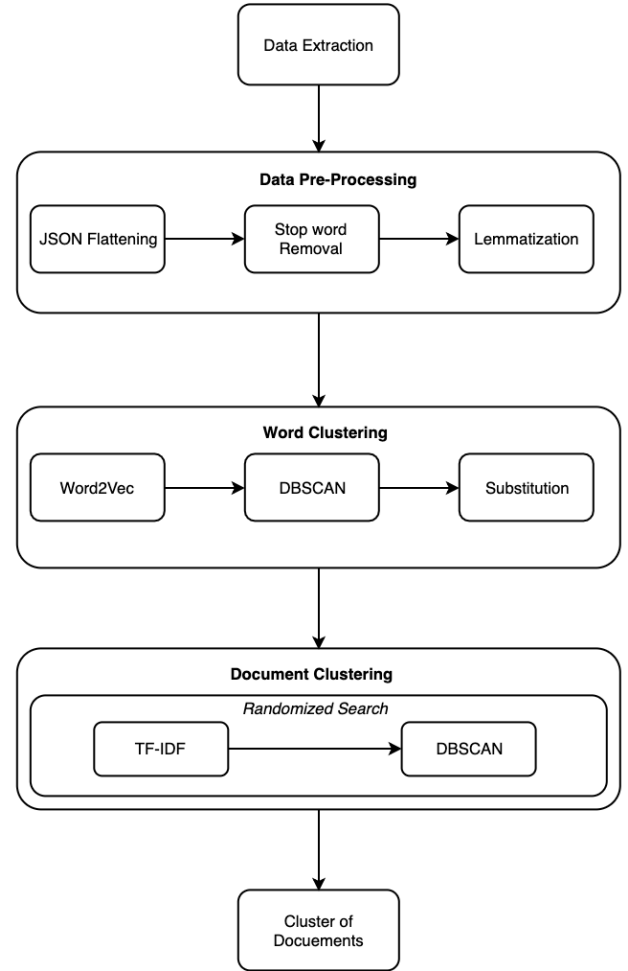 Data Extraction
Data Pre-Processing
JSON Flattening
Stop word
Removal
Lemmatization
Word Clustering
Word2Vec
DBSCAN
Substitution
Document Clustering
Randomized Search
TF-IDF
DBSCAN
Cluster of
Docuements